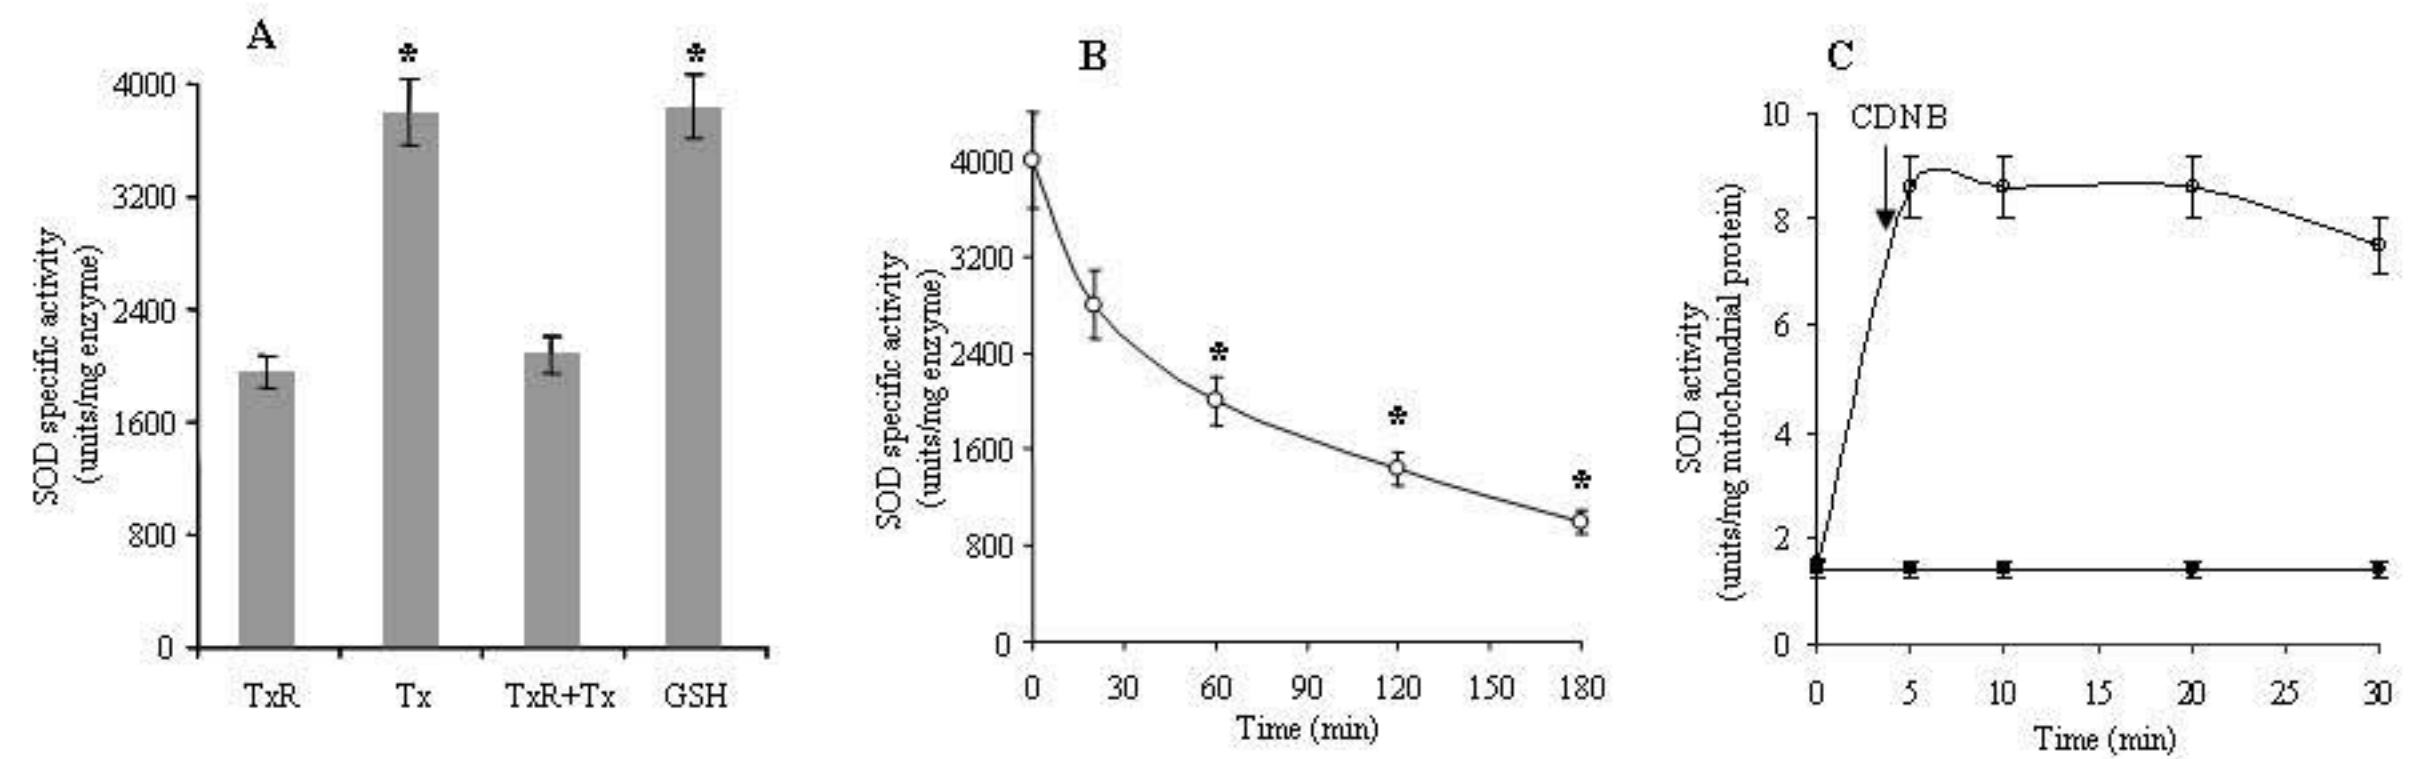 A
*
*
4000
3200
2400
1600
800
0
SOD specific activity
(units/mg enzyme)
TxR Tx TxR+Tx GSH
B
4000
3200
2400
1600
800
0
SOD specific activity
(units/mg enzyme)
*
*
*
0 30 60 90 120 150 180
Time (min)
C
CDNB
10
8
6
4
2
0
SOD activity
(units/mg mitochondrial protein)
0 5 10 15 20 25 30
Time (min)